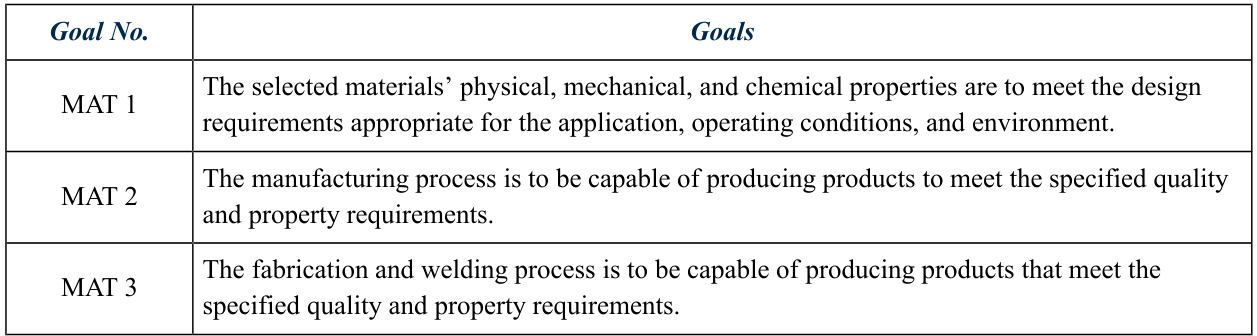 Goal No. Goals
MAT 1
The selected materials’ physical, mechanical, and chemical properties are to meet the design
requirements appropriate for the application, operating conditions, and environment.
MAT 2
The manufacturing process is to be capable of producing products to meet the specified quality
and property requirements.
MAT 3
The fabrication and welding process is to be capable of producing products that meet the
specified quality and property requirements.